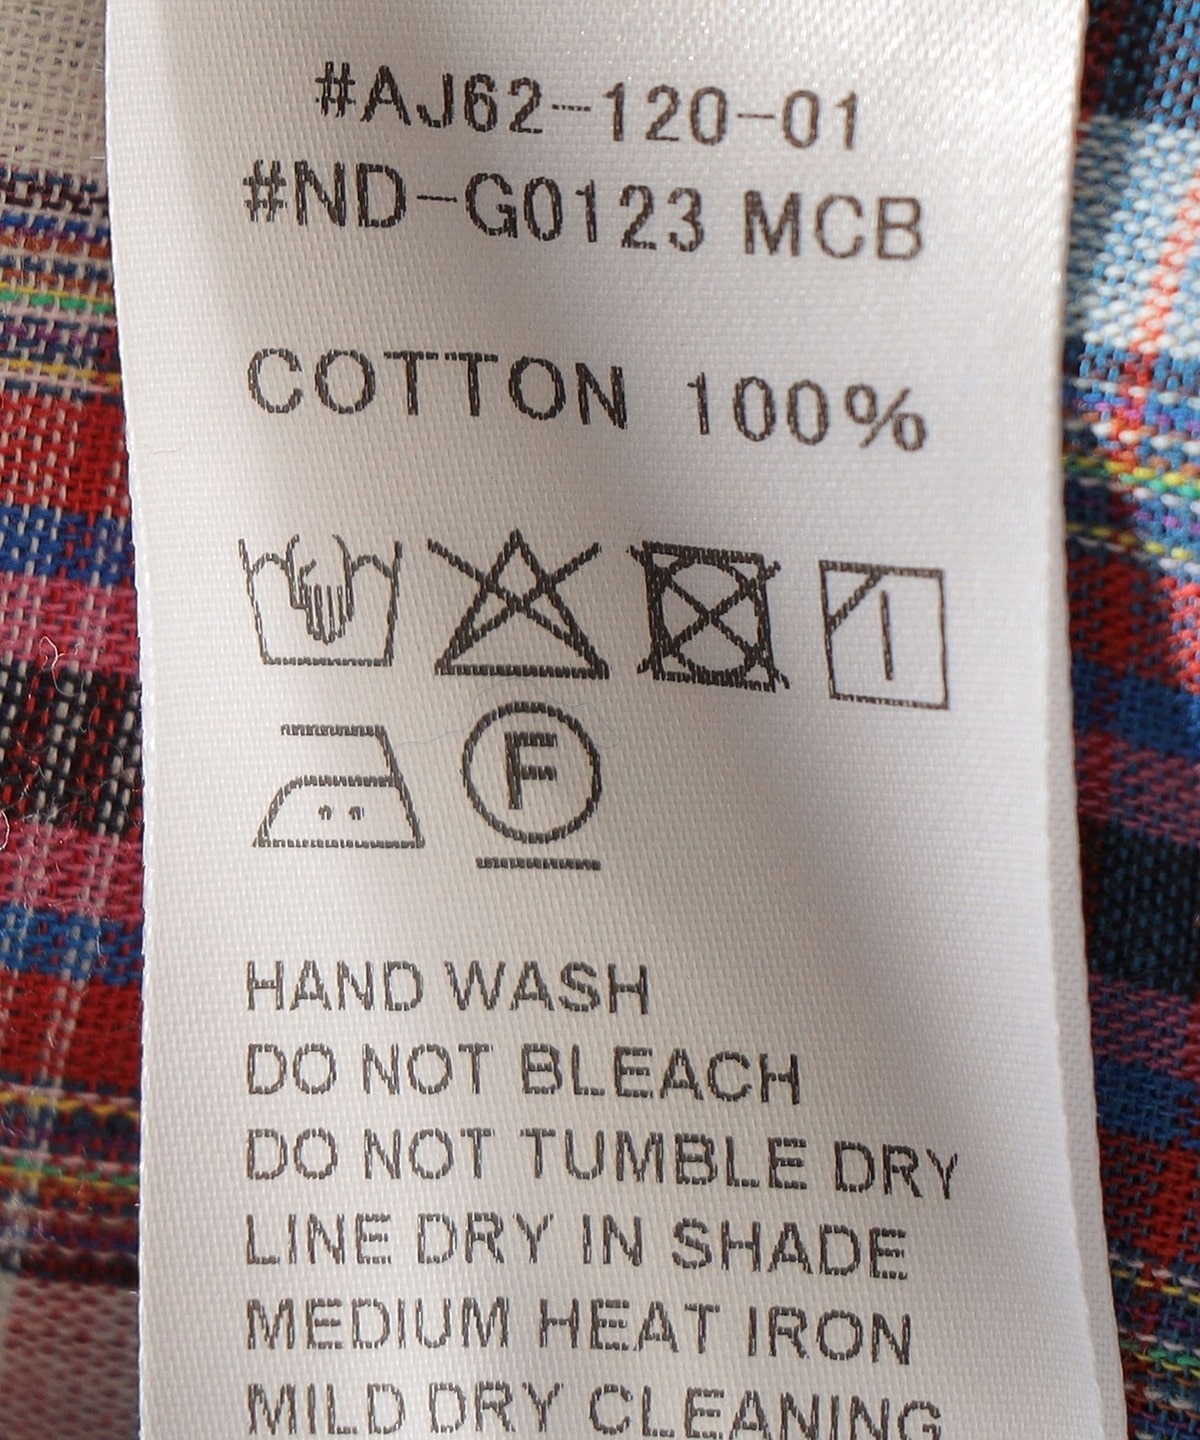 #AJ62-120-01
#ND-G0123 MCB
COTTON 100%
F
HAND WASH
DO NOT BLEACH
DO NOT TUMBLE DRY
LINE DRY IN SHADE
MEDIUM HEAT IRON
MILD DRY CLEANING